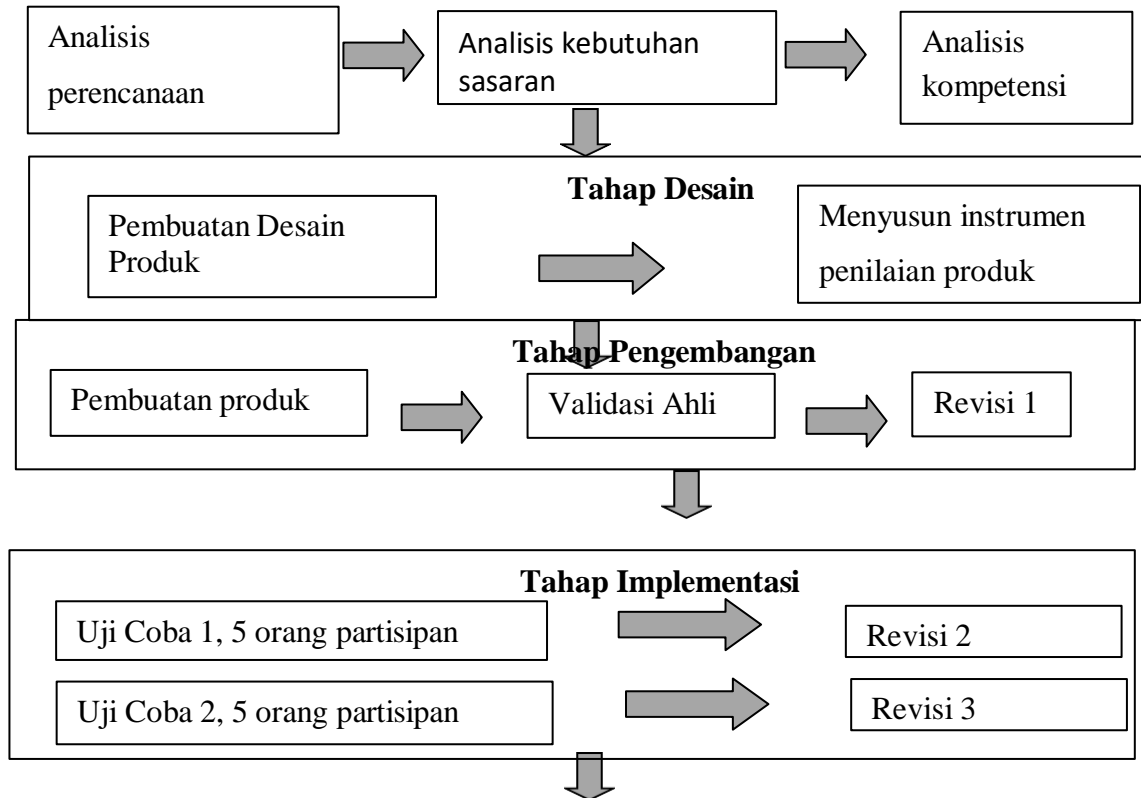 Analisis
perencanaan
Analisis kebutuhan
sasaran
Analisis
kompetensi
Tahap Desain
Pembuatan Desain
Produk
Menyusun instrumen
penilaian produk
Tahap Pengembangan
Pembuatan produk
Validasi Ahli
Revisi 1
Tahap Implementasi
Uji Coba 1, 5 orang partisipan
Revisi 2
Uji Coba 2, 5 orang partisipan
Revisi 3